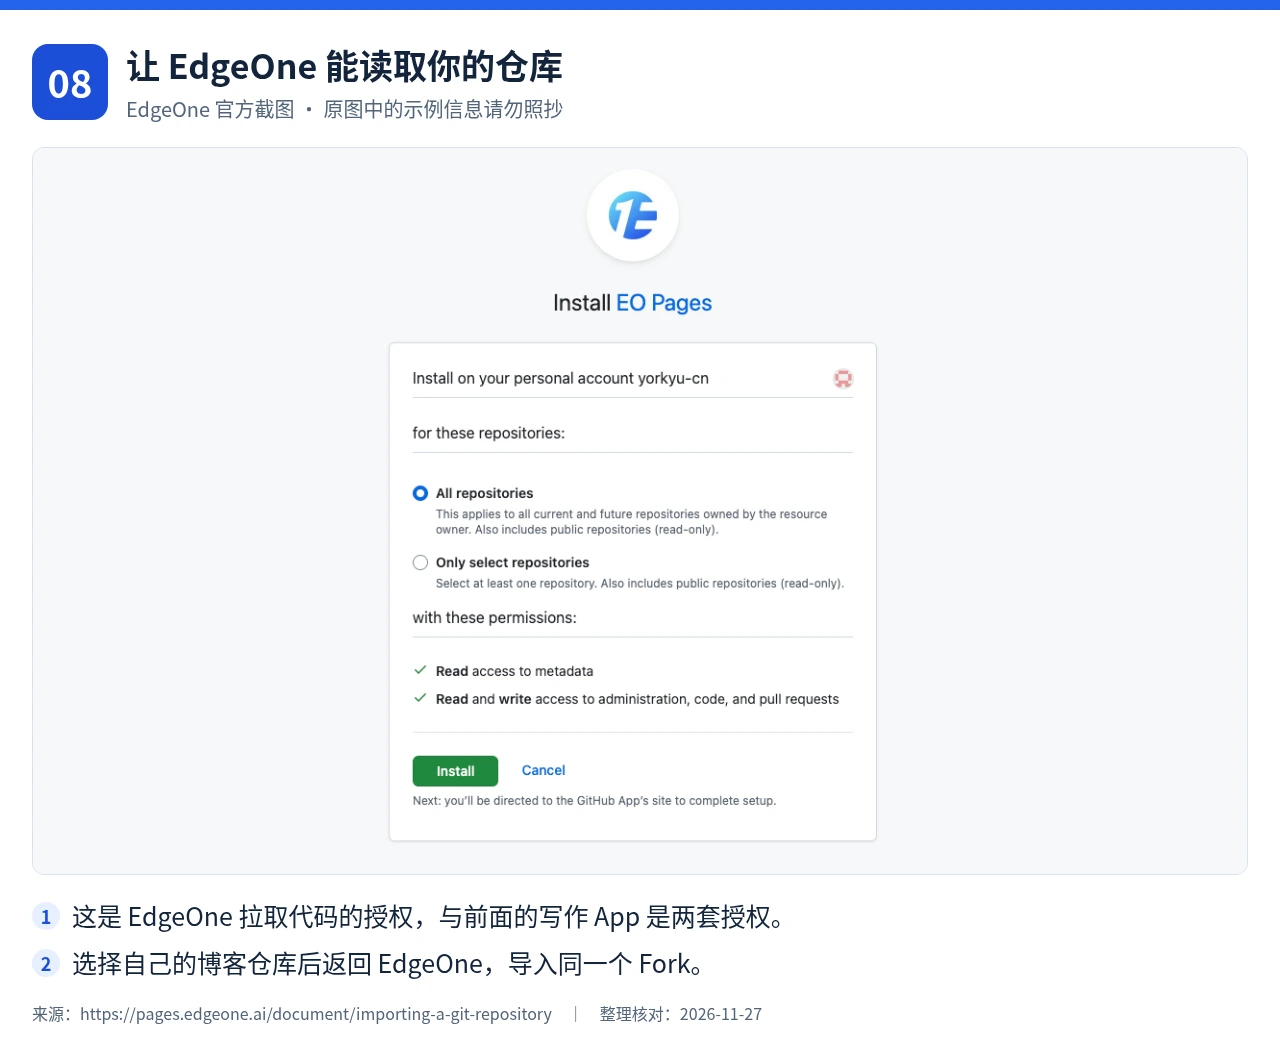 08
让 EdgeOne 能读取你的仓库
EdgeOne 官方截图 · 原图中的示例信息请勿照抄
Install EO Pages
Install on your personal account yorkyu-cn
for these repositories:
All repositories
This applies to all current and future repositories owned by the resource
owner. Also includes public repositories (read-only).
Only select repositories
Select at least one repository. Also includes public repositories (read-only).
with these permissions:
Read access to metadata
Read and write access to administration, code, and pull requests
Install Cancel
Next: you'll be directed to the GitHub App's site to complete setup.
1 这是 EdgeOne 拉取代码的授权，与前面的写作 App 是两套授权。
2 选择自己的博客仓库后返回 EdgeOne，导入同一个 Fork。
来源：https://pages.edgeone.ai/document/importing-a-git-repository ｜ 整理核对：2026-11-27